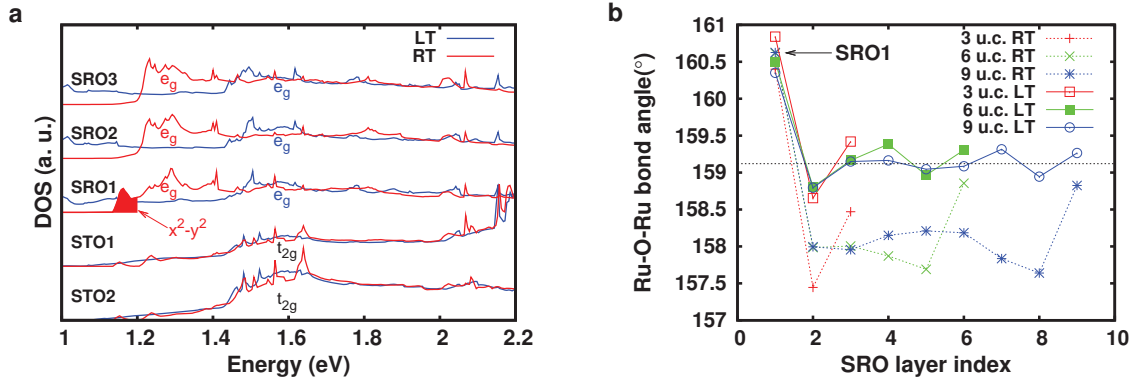 a
LT
RT
SRO3
e_g
e_g
SRO2
e_g
e_g
SRO1
e_g
e_g
x²-y²
STO1
t_2g
STO2
t_2g
DOS (a. u.)
1 1.2 1.4 1.6 1.8 2 2.2
Energy (eV)
b
161
160.5
160
159.5
159
158.5
158
157.5
157
Ru-O-Ru bond angle(°)
SRO1
3 u.c. RT
6 u.c. RT
9 u.c. RT
3 u.c. LT
6 u.c. LT
9 u.c. LT
0 2 4 6 8 10
SRO layer index